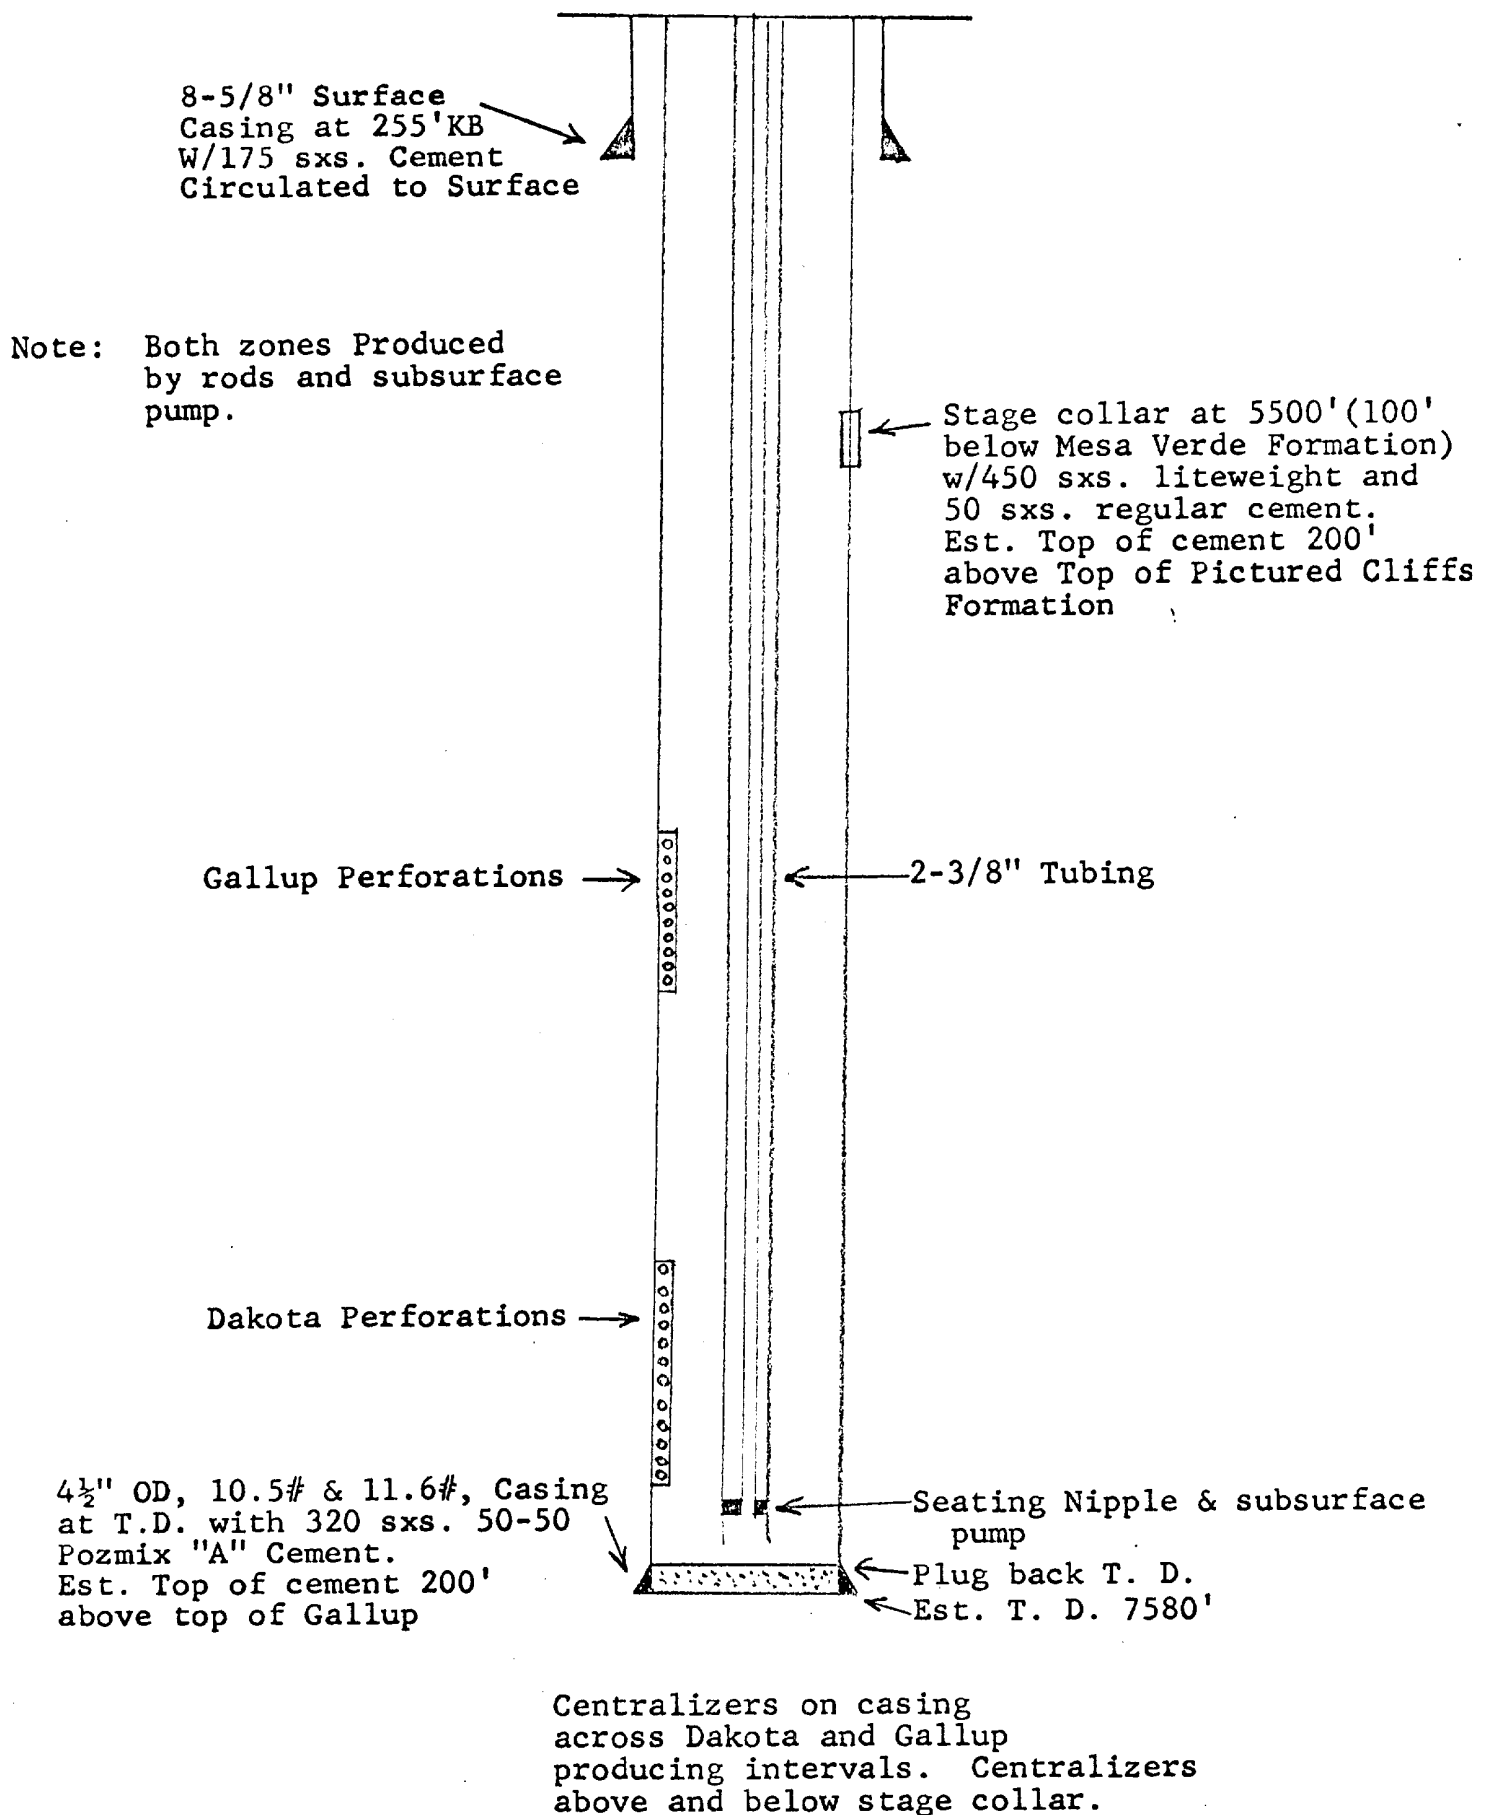 8-5/8" Surface
Casing at 255'KB
W/175 sxs. Cement
Circulated to Surface
Note: Both zones Produced
by rods and subsurface
pump.
Stage collar at 5500'(100'
below Mesa Verde Formation)
w/450 sxs. liteweight and
50 sxs. regular cement.
Est. Top of cement 200'
above Top of Pictured Cliffs
Formation
Gallup Perforations
2-3/8" Tubing
Dakota Perforations
4½" OD, 10.5# & 11.6#, Casing
at T.D. with 320 sxs. 50-50
Pozmix "A" Cement.
Est. Top of cement 200'
above top of Gallup
Seating Nipple & subsurface
pump
Plug back T. D.
Est. T. D. 7580'
Centralizers on casing
across Dakota and Gallup
producing intervals. Centralizers
above and below stage collar.